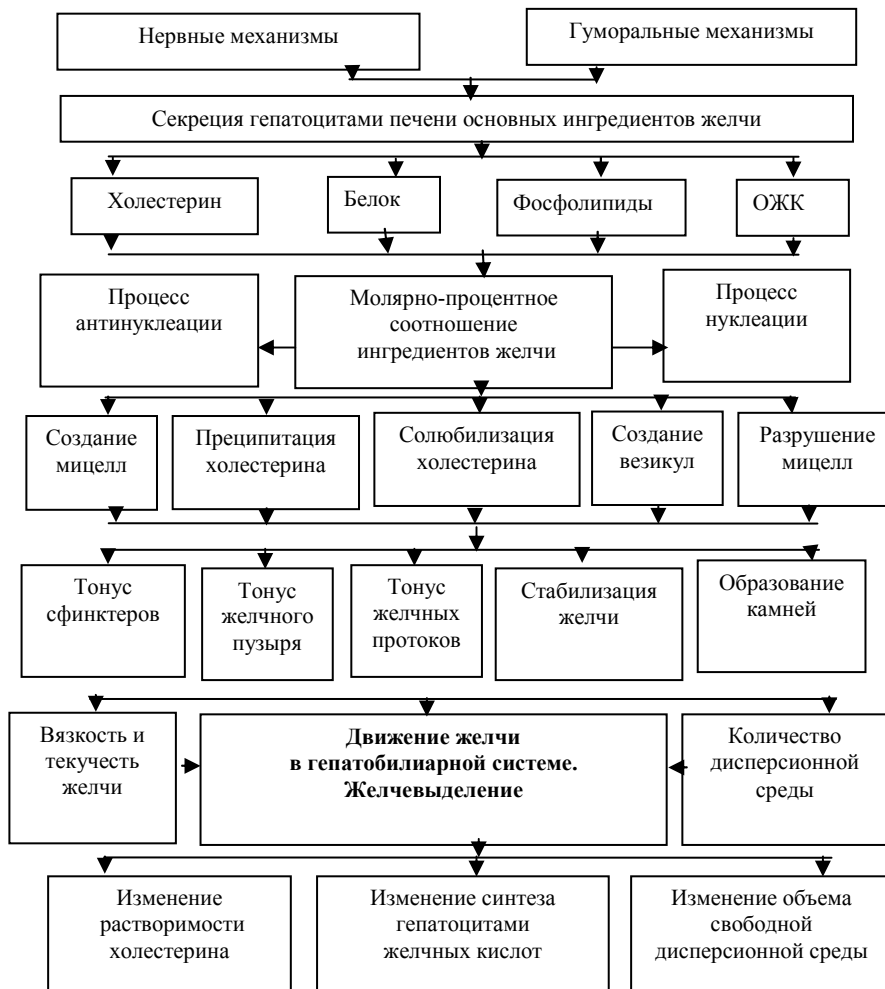 Нервные механизмы
Гуморальные механизмы
Секреция гепатоцитами печени основных ингредиентов желчи
Холестерин
Белок
Фосфолипиды
ОЖК
Процесс
антинуклеации
Молярно-процентное
соотношение
ингредиентов желчи
Процесс
нуклеации
Создание
мицелл
Преципитация
холестерина
Солюбилизация
холестерина
Создание
везикул
Разрушение
мицелл
Тонус
сфинктеров
Тонус
желчного
пузыря
Тонус
желчных
протоков
Стабилизация
желчи
Образование
камней
Вязкость и
текучесть
желчи
Движение желчи
в гепатобилиарной системе.
Желчевыделение
Количество
дисперсионной
среды
Изменение
растворимости
холестерина
Изменение синтеза
гепатоцитами
желчных кислот
Изменение объема
свободной
дисперсионной среды